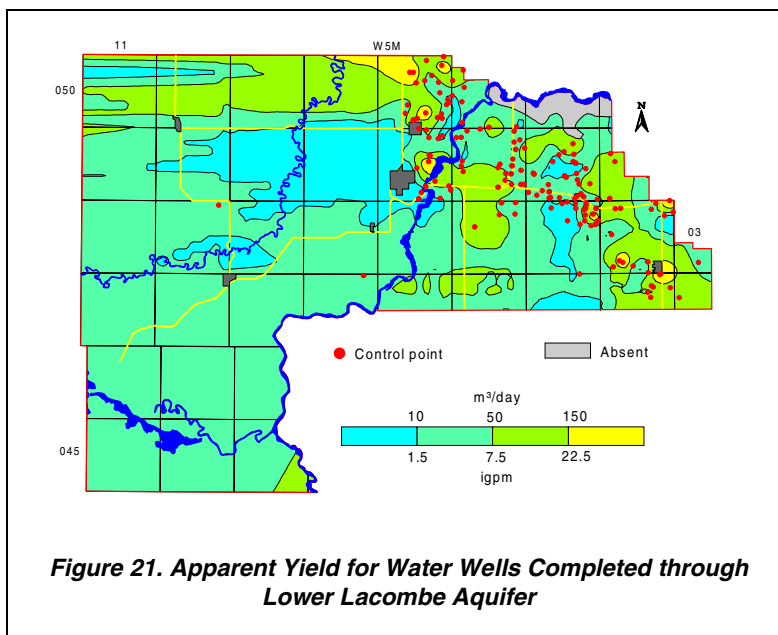 11
W5M
050
N
03
Control point
Absent
m³/day
10 50 150
1.5 7.5 22.5
igpm
045
Figure 21. Apparent Yield for Water Wells Completed through
Lower Lacombe Aquifer